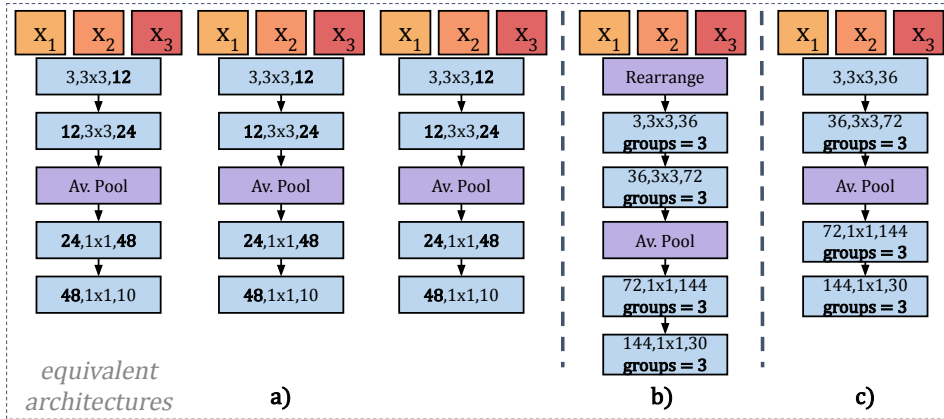 x1 x2 x3
3,3x3,12
12,3x3,24
Av. Pool
24,1x1,48
48,1x1,10
x1 x2 x3
3,3x3,12
12,3x3,24
Av. Pool
24,1x1,48
48,1x1,10
x1 x2 x3
3,3x3,12
12,3x3,24
Av. Pool
24,1x1,48
48,1x1,10
equivalent
architectures
a)
x1 x2 x3
Rearrange
3,3x3,36
groups = 3
36,3x3,72
groups = 3
Av. Pool
72,1x1,144
groups = 3
144,1x1,30
groups = 3
b)
x1 x2 x3
3,3x3,36
36,3x3,72
groups = 3
Av. Pool
72,1x1,144
groups = 3
144,1x1,30
groups = 3
c)